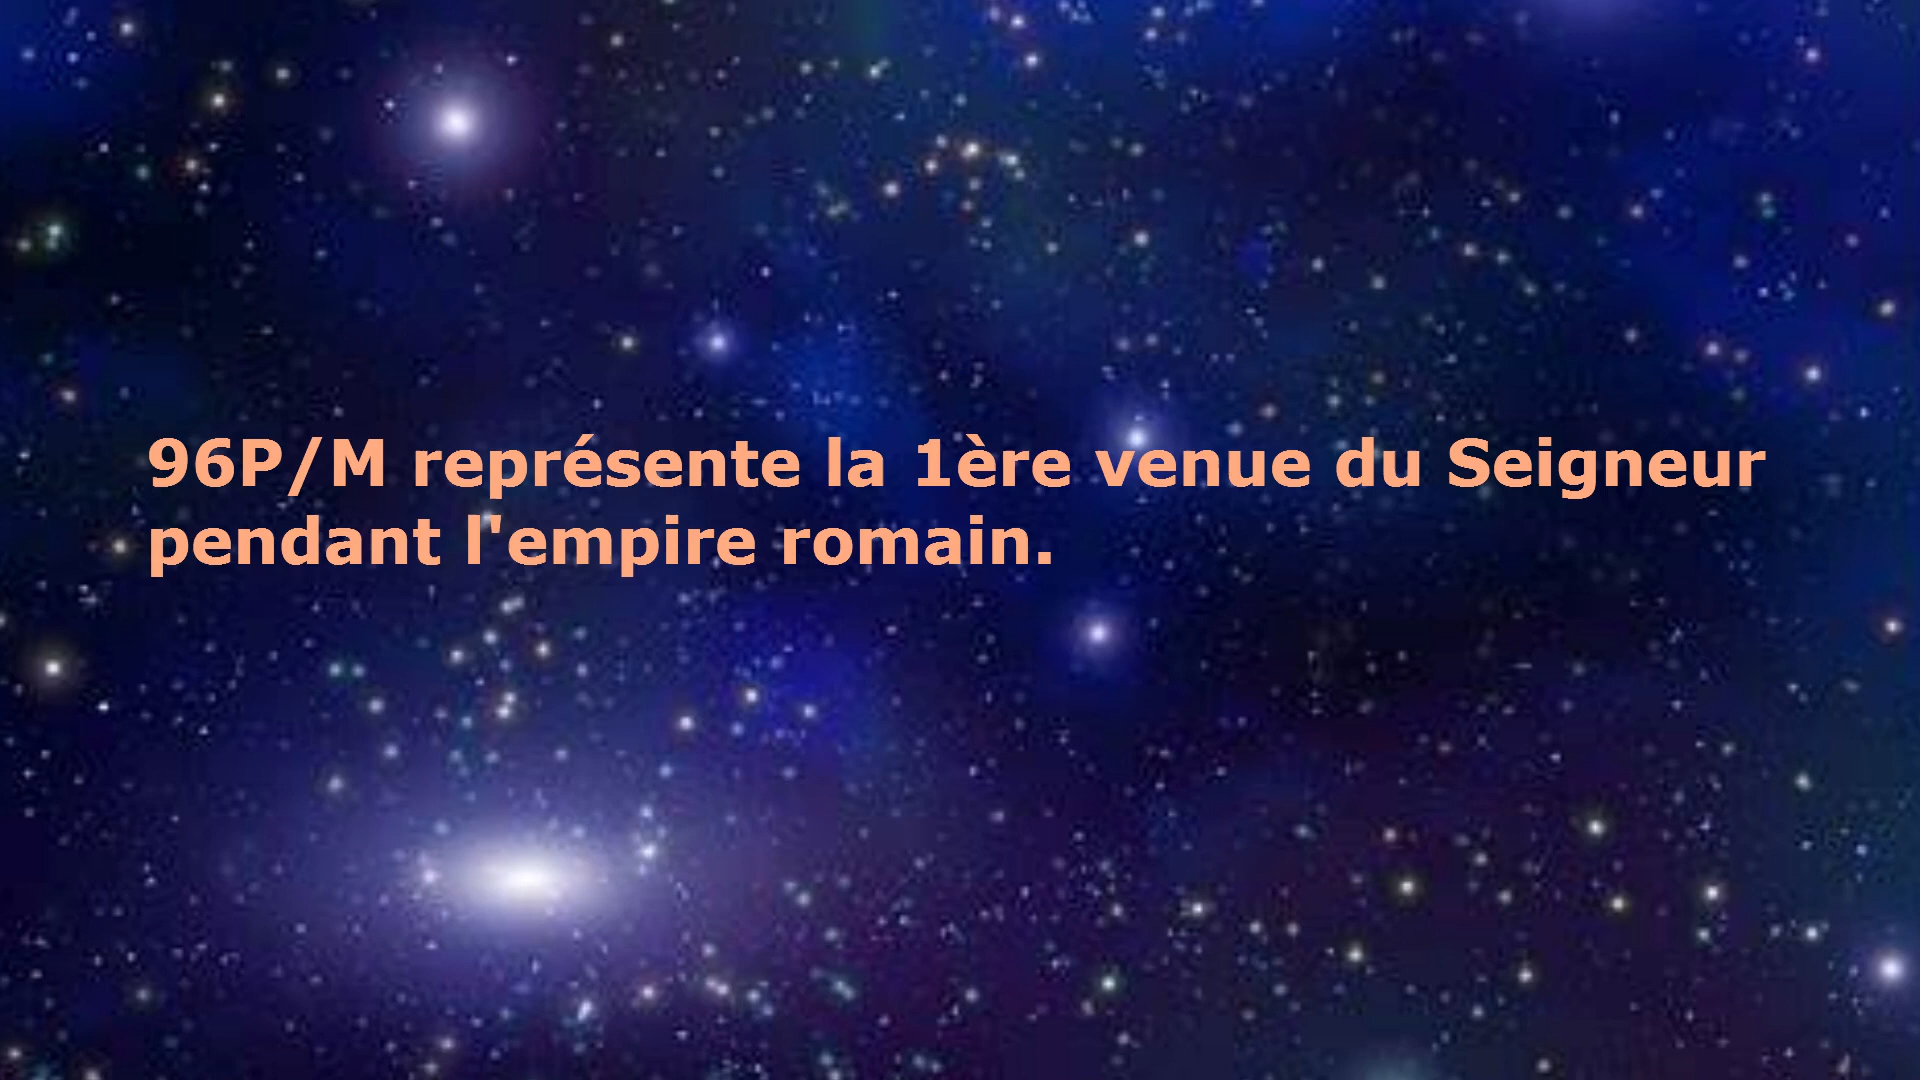 96P/M représente la 1ère venue du Seigneur
pendant l'empire romain.